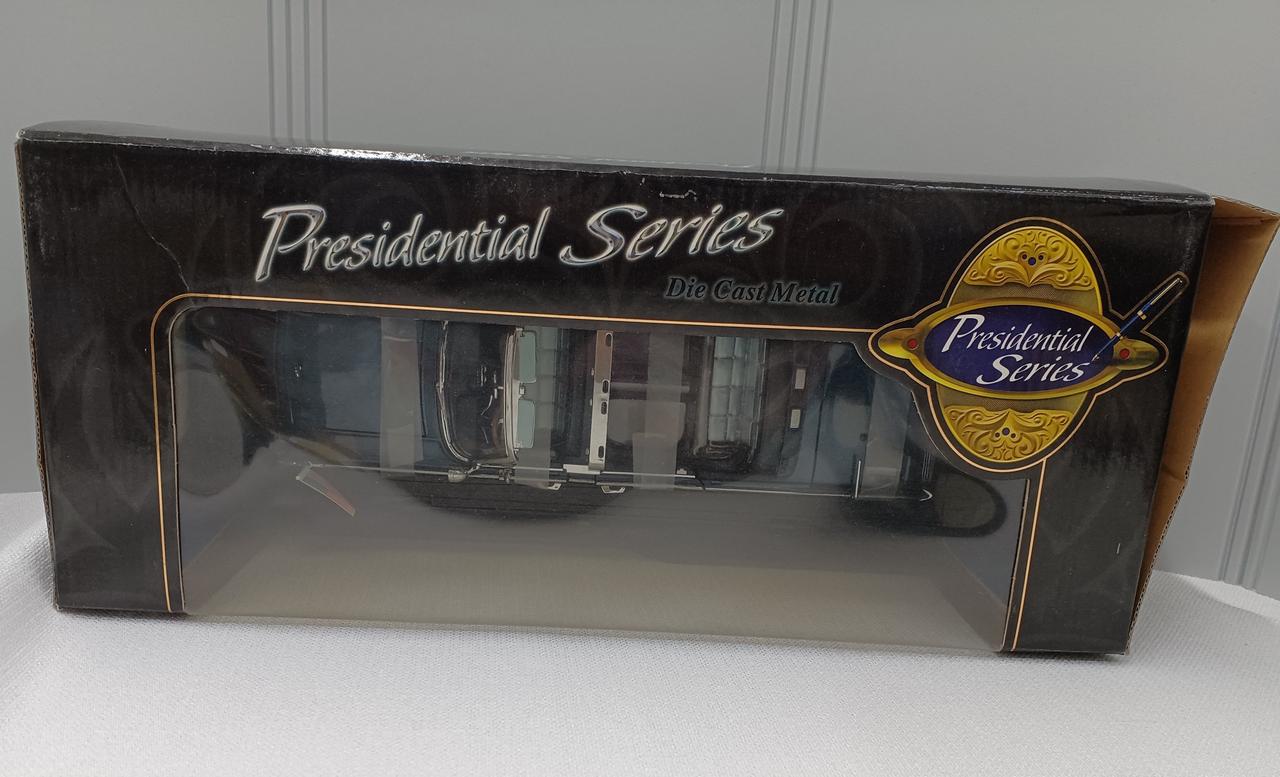 Presidential Series
Die Cast Metal
Presidential
Series